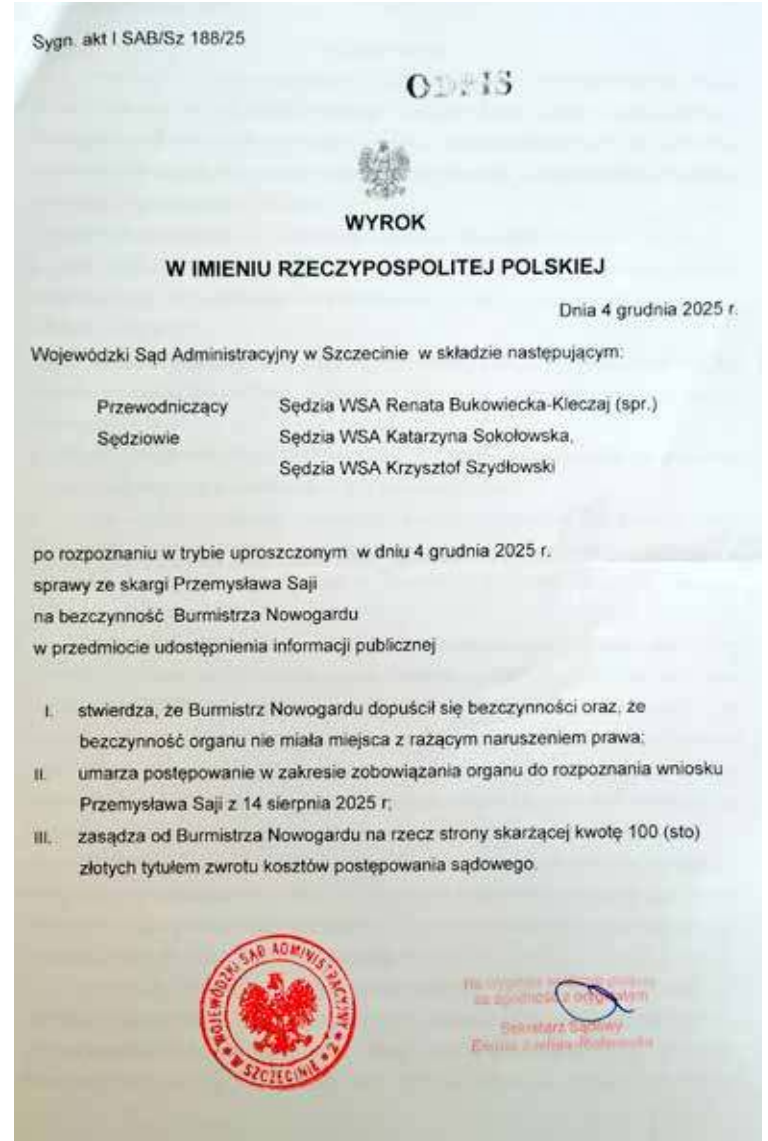 Sygn. akt I SAB/Sz 188/25
ODPIS
WYROK
W IMIENIU RZECZYPOSPOLITEJ POLSKIEJ
Dnia 4 grudnia 2025 r.
Wojewódzki Sąd Administracyjny w Szczecinie w składzie następującym:
Przewodniczący Sędzia WSA Renata Bukowiecka-Kleczaj (spr.)
Sędziowie Sędzia WSA Katarzyna Sokołowska,
Sędzia WSA Krzysztof Szydłowski
po rozpoznaniu w trybie uproszczonym w dniu 4 grudnia 2025 r.
sprawy ze skargi Przemysława Saji
na bezczynność Burmistrza Nowogardu
w przedmiocie udostępnienia informacji publicznej
I. stwierdza, że Burmistrz Nowogardu dopuścił się bezczynności oraz, że
bezczynność organu nie miała miejsca z rażącym naruszeniem prawa;
II. umarza postępowanie w zakresie zobowiązania organu do rozpoznania wniosku
Przemysława Saji z 14 sierpnia 2025 r;
III. zasądza od Burmistrza Nowogardu na rzecz strony skarżącej kwotę 100 (sto)
złotych tytułem zwrotu kosztów postępowania sądowego.
WOJEWÓDZKI SĄD ADMINISTRACYJNY
* W SZCZECINIE * 2
za zgodność z oryginałem
Sekretarz Sądowy